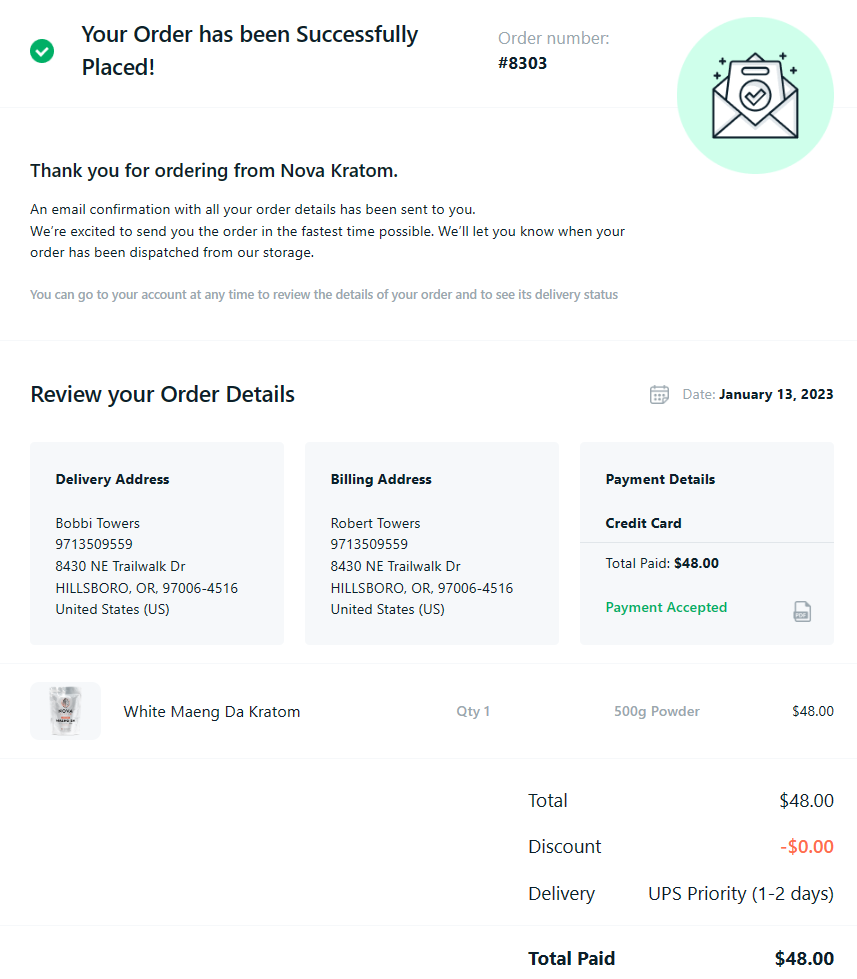 Your Order has been Successfully
Placed!
Order number:
#8303
Thank you for ordering from Nova Kratom.
An email confirmation with all your order details has been sent to you.
We’re excited to send you the order in the fastest time possible. We’ll let you know when your
order has been dispatched from our storage.
You can go to your account at any time to review the details of your order and to see its delivery status
Review your Order Details
Date: January 13, 2023
Delivery Address
Bobbi Towers
9713509559
8430 NE Trailwalk Dr
HILLSBORO, OR, 97006-4516
United States (US)
Billing Address
Robert Towers
9713509559
8430 NE Trailwalk Dr
HILLSBORO, OR, 97006-4516
United States (US)
Payment Details
Credit Card
Total Paid: $48.00
Payment Accepted
PDF
NOVA
White Maeng Da Kratom
Qty 1
500g Powder
$48.00
Total $48.00
Discount -$0.00
Delivery UPS Priority (1-2 days)
Total Paid $48.00